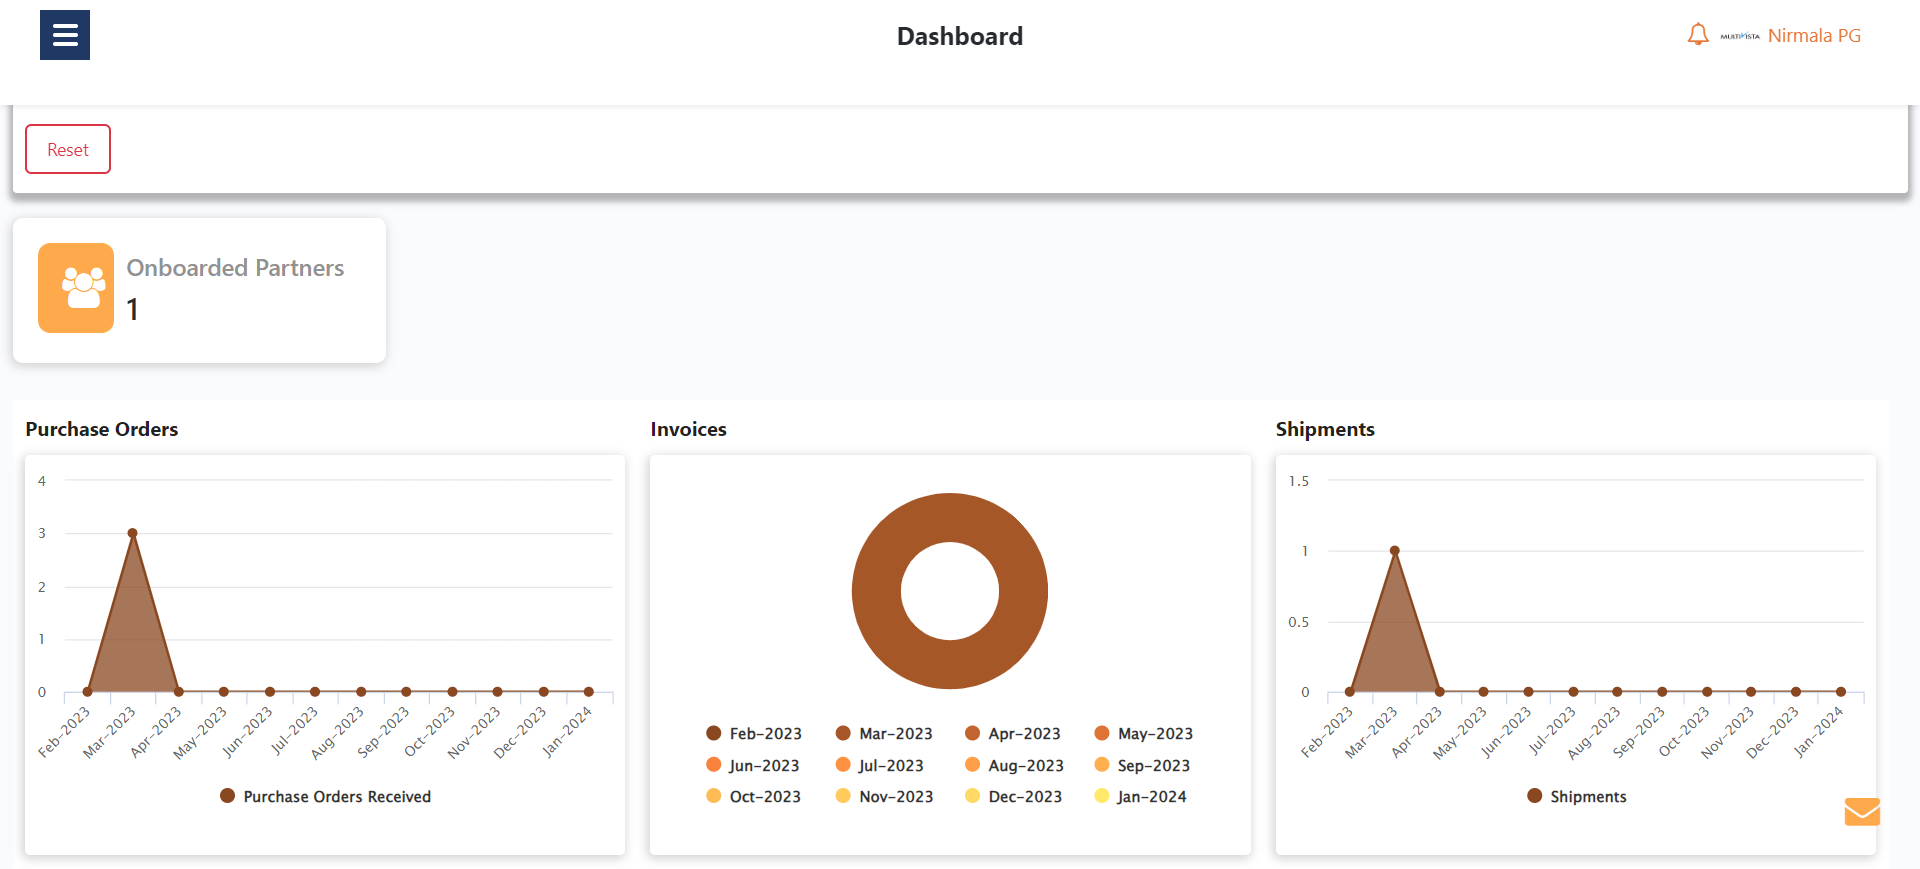 Dashboard
MULTIVISTA Nirmala PG
Reset
Onboarded Partners
1
Purchase Orders
4
3
2
1
0
Feb-2023
Mar-2023
Apr-2023
May-2023
Jun-2023
Jul-2023
Aug-2023
Sep-2023
Oct-2023
Nov-2023
Dec-2023
Jan-2024
Purchase Orders Received
Invoices
Feb-2023 Mar-2023 Apr-2023 May-2023
Jun-2023 Jul-2023 Aug-2023 Sep-2023
Oct-2023 Nov-2023 Dec-2023 Jan-2024
Shipments
1.5
1
0.5
0
Feb-2023
Mar-2023
Apr-2023
May-2023
Jun-2023
Jul-2023
Aug-2023
Sep-2023
Oct-2023
Nov-2023
Dec-2023
Jan-2024
Shipments